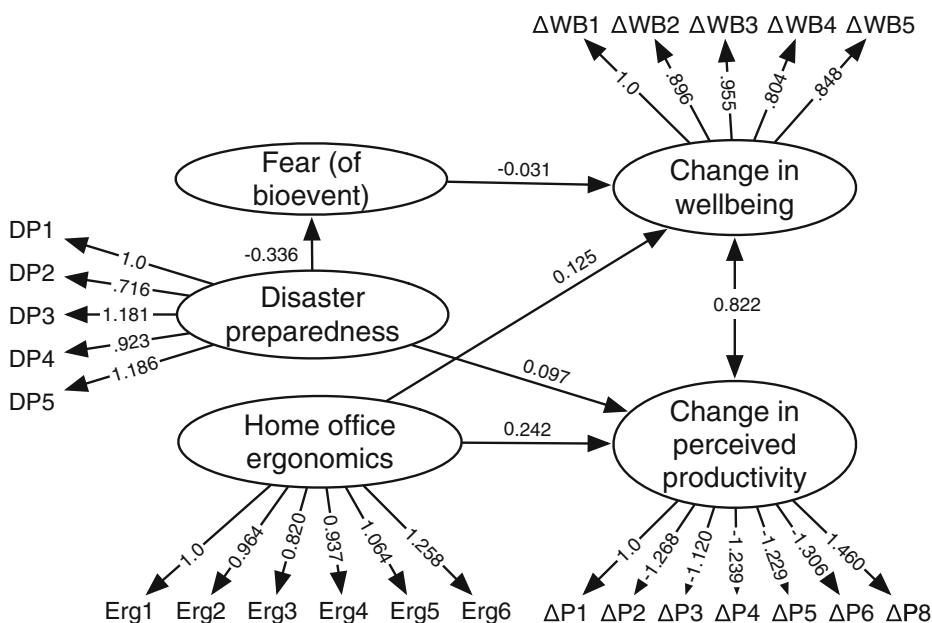 ΔWB1 ΔWB2 ΔWB3 ΔWB4 ΔWB5
1.0 .896 .955 .804 .848
Fear (of
bioevent)
-0.031
Change in
wellbeing
DP1
DP2
DP3
DP4
DP5
1.0
.716
1.181
.923
1.186
-0.336
Disaster
preparedness
0.125
0.822
0.097
Home office
ergonomics
0.242
Change in
perceived
productivity
1.0 0.964 0.820 0.937 1.064 1.258
Erg1 Erg2 Erg3 Erg4 Erg5 Erg6
1.0 -1.268 -1.120 -1.239 -1.229 -1.306 1.460
ΔP1 ΔP2 ΔP3 ΔP4 ΔP5 ΔP6 ΔP8